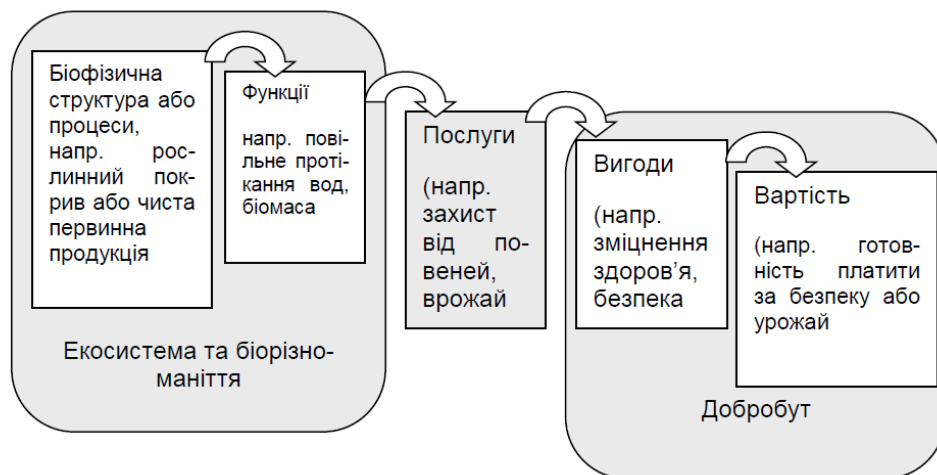 Біофізична
структура або
процеси,
напр. рос-
линний пок-
рив або чиста
первинна
продукція
Функції
напр. повіль-
не проті-
кання вод,
біомаса
Екосистема та біорізно-
маніття
Послуги
(напр.
захист
від по-
веней,
врожай
Вигоди
(напр.
зміцнення
здоров’я,
безпека
Вартість
(напр. готов-
ність платити
за безпеку або
урожай
Добробут